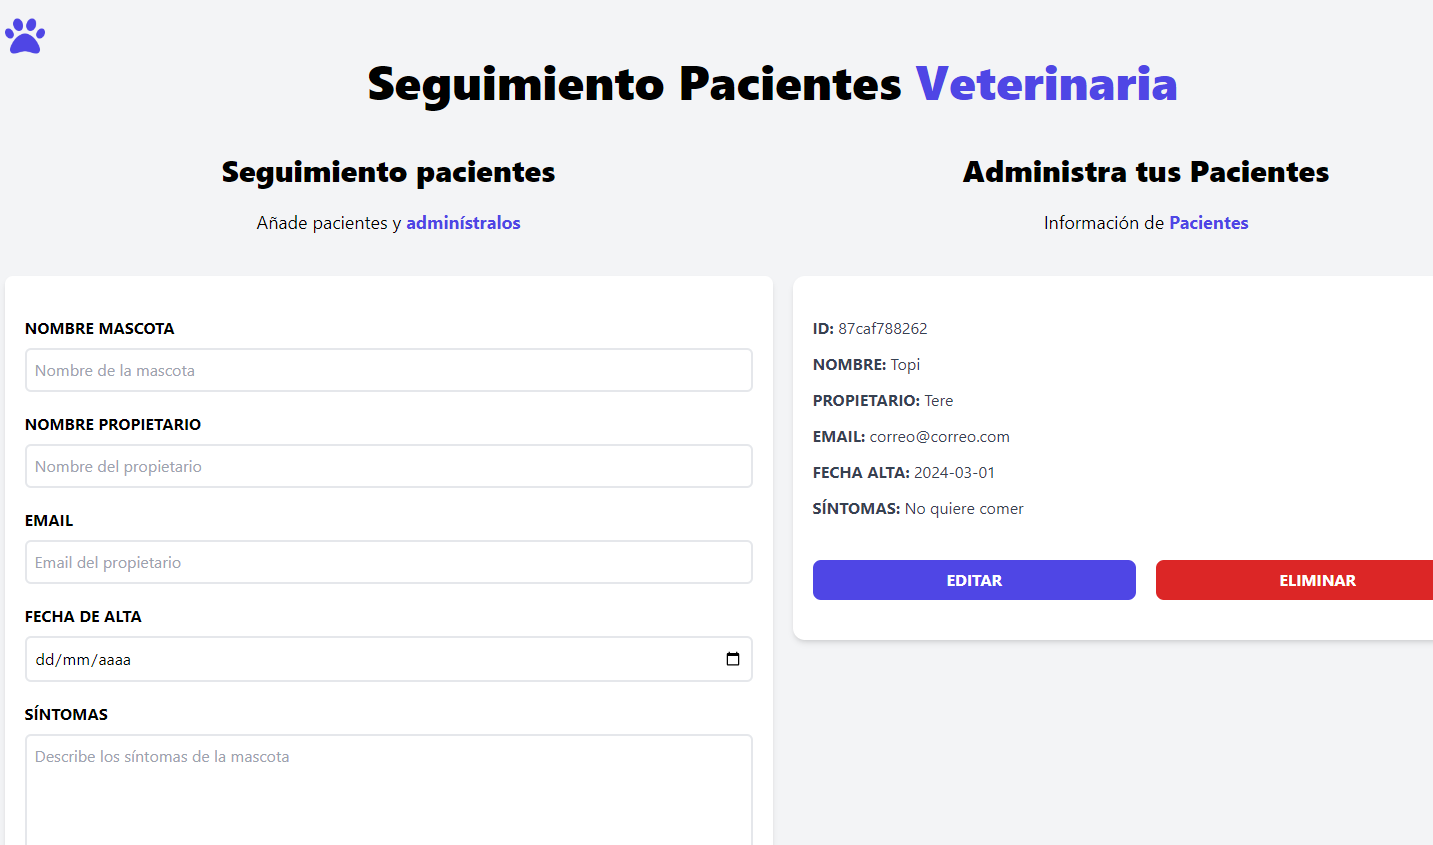 Seguimiento Pacientes Veterinaria
Seguimiento pacientes
Añade pacientes y adminístralos
NOMBRE MASCOTA
Nombre de la mascota
NOMBRE PROPIETARIO
Nombre del propietario
EMAIL
Email del propietario
FECHA DE ALTA
dd/mm/aaaa
SÍNTOMAS
Describe los síntomas de la mascota
Administra tus Pacientes
Información de Pacientes
ID: 87caf788262
NOMBRE: Topi
PROPIETARIO: Tere
EMAIL: correo@correo.com
FECHA ALTA: 2024-03-01
SÍNTOMAS: No quiere comer
EDITAR
ELIMINAR